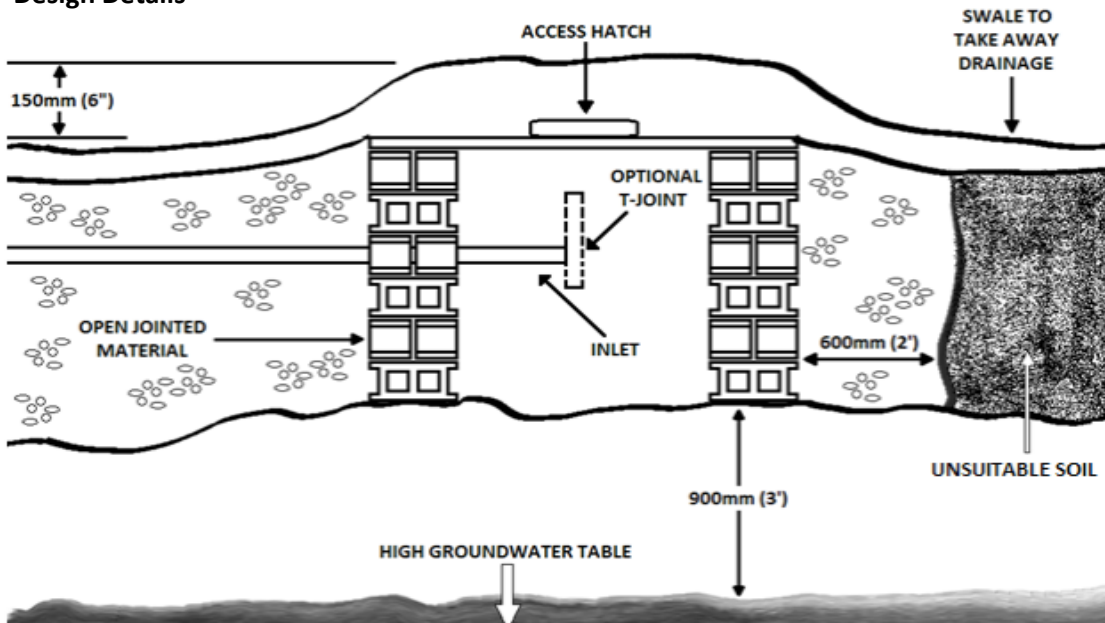 Design Details
ACCESS HATCH
SWALE TO
TAKE AWAY
DRAINAGE
150mm (6")
OPTIONAL
T-JOINT
OPEN JOINTED
MATERIAL
INLET
600mm (2')
UNSUITABLE SOIL
900mm (3')
HIGH GROUNDWATER TABLE